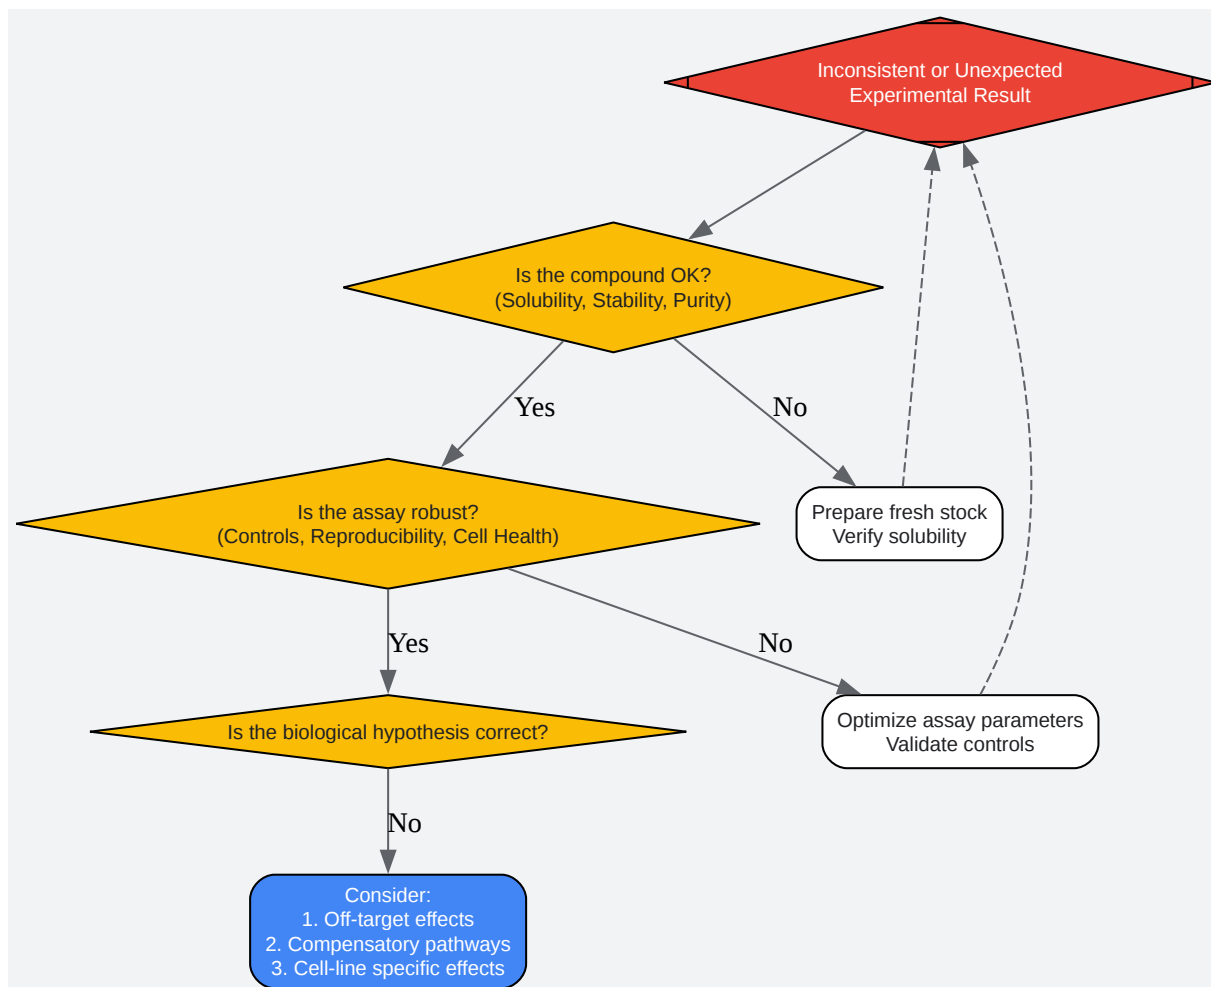 Inconsistent or Unexpected
Experimental Result
Is the compound OK?
(Solubility, Stability, Purity)
Yes
No
Is the assay robust?
(Controls, Reproducibility, Cell Health)
Prepare fresh stock
Verify solubility
Yes
No
Is the biological hypothesis correct?
Optimize assay parameters
Validate controls
No
Consider:
1. Off-target effects
2. Compensatory pathways
3. Cell-line specific effects